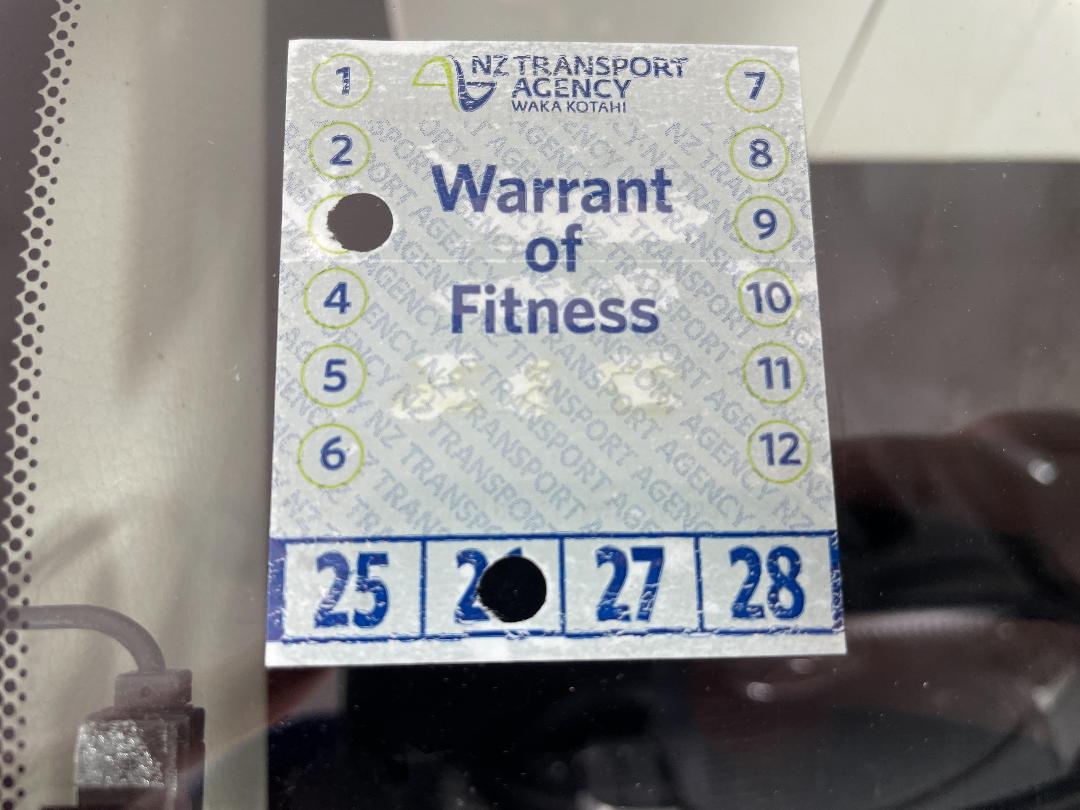 NZ TRANSPORT
AGENCY
WAKA KOTAHI
Warrant
of
Fitness
1
2
4
5
6
7
8
9
10
11
12
25 2 27 28